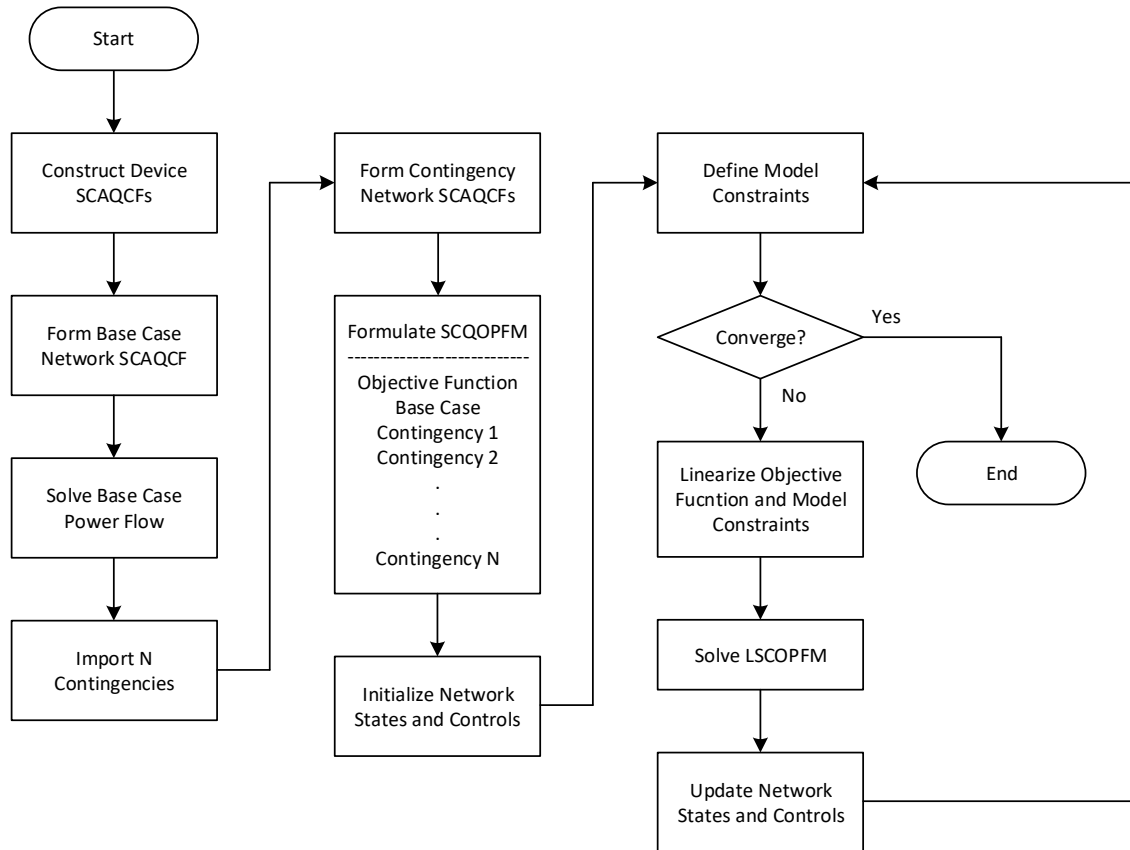 Start
Construct Device
SCAQCFs
Form Base Case
Network SCAQCF
Solve Base Case
Power Flow
Import N
Contingencies
Form Contingency
Network SCAQCFs
Formulate SCQOPFM
----------------------------
Objective Function
Base Case
Contingency 1
Contingency 2
.
.
.
Contingency N
Initialize Network
States and Controls
Define Model
Constraints
Converge?
Yes
No
End
Linearize Objective
Fucntion and Model
Constraints
Solve LSCOPFM
Update Network
States and Controls